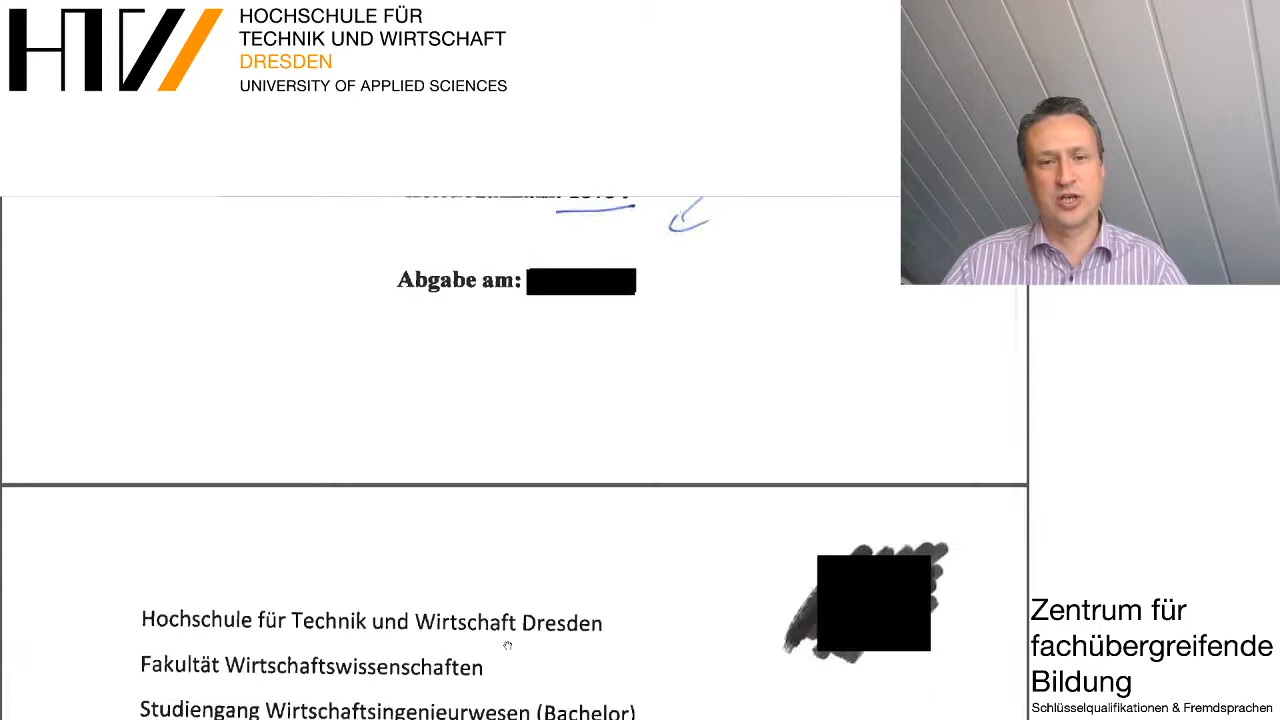 HOCHSCHULE FÜR
TECHNIK UND WIRTSCHAFT
DRESDEN
UNIVERSITY OF APPLIED SCIENCES
Abgabe am:
Hochschule für Technik und Wirtschaft Dresden
Fakultät Wirtschaftswissenschaften
Studiengang Wirtschaftsingenieurwesen (Bachelor)
Zentrum für
fachübergreifende
Bildung
Schlüsselqualifikationen & Fremdsprachen